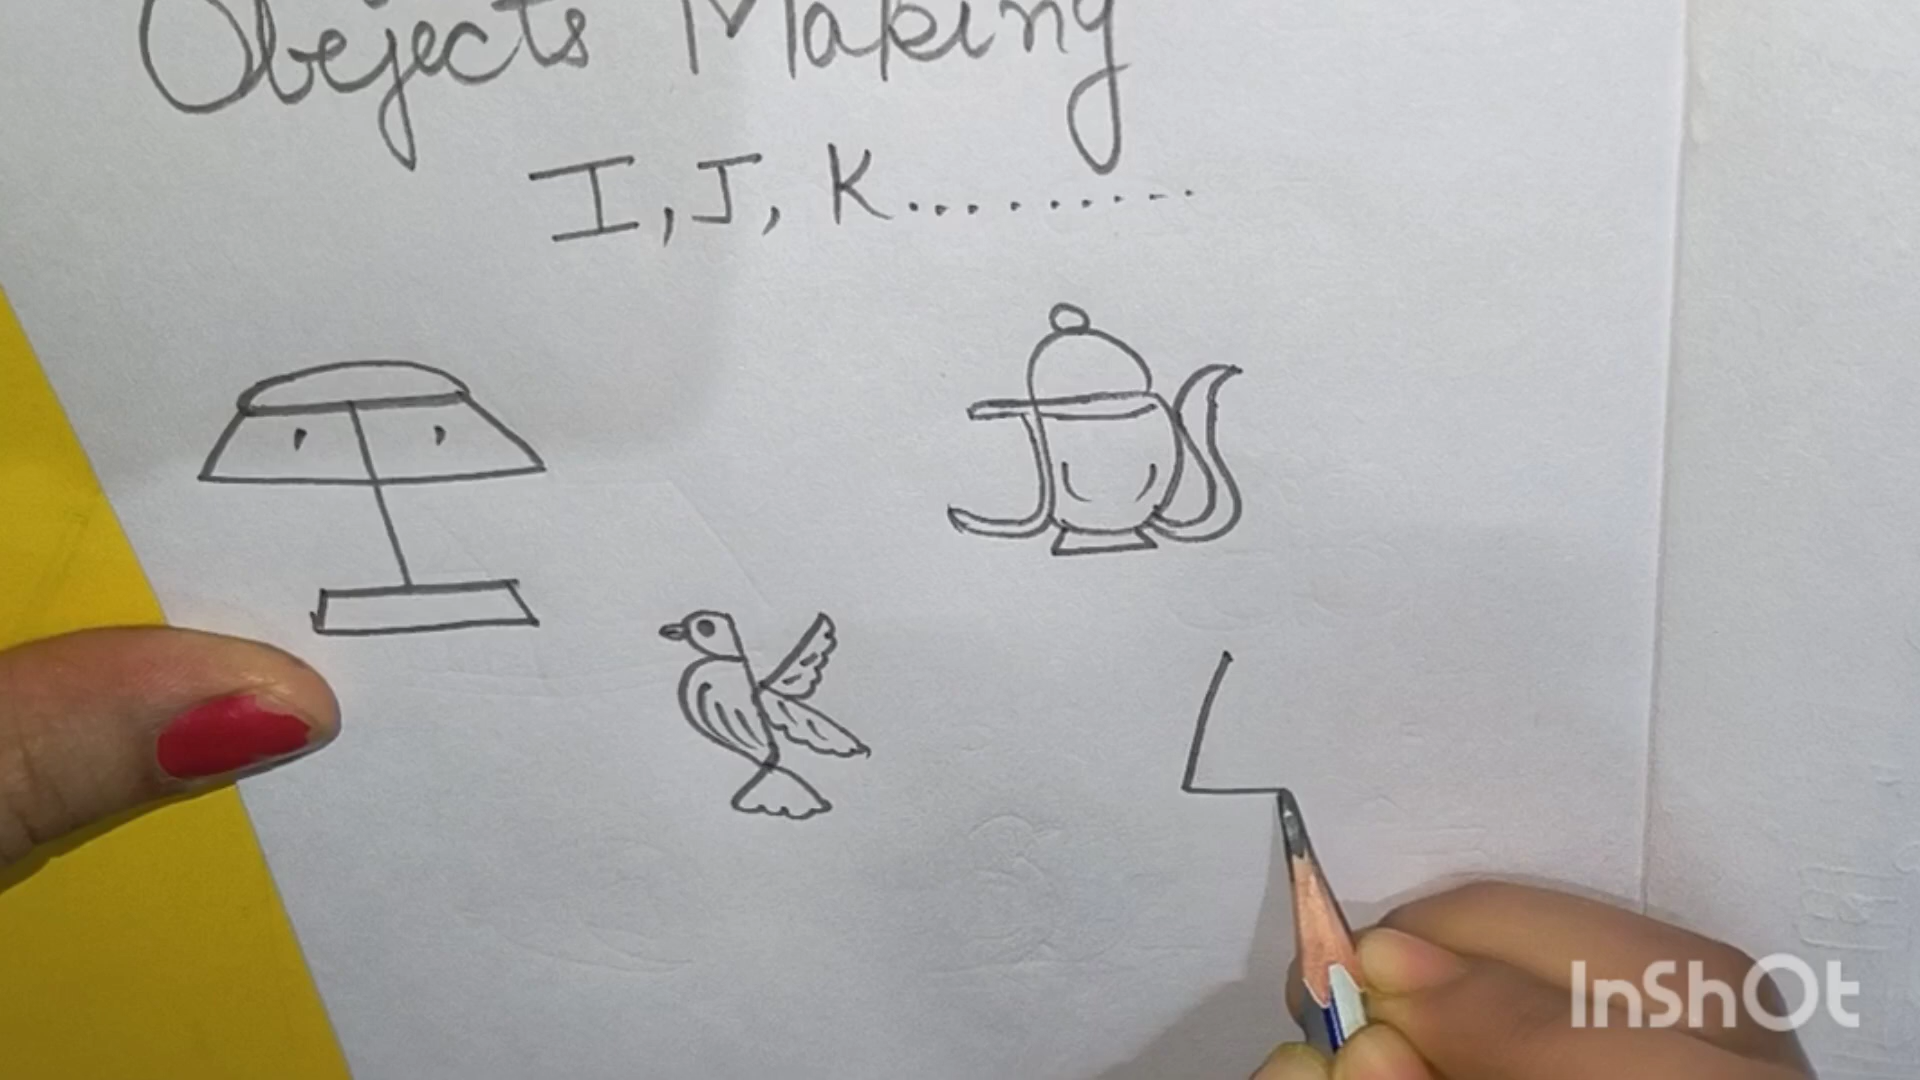 Obejects Making
I, J, K..........
InShOt